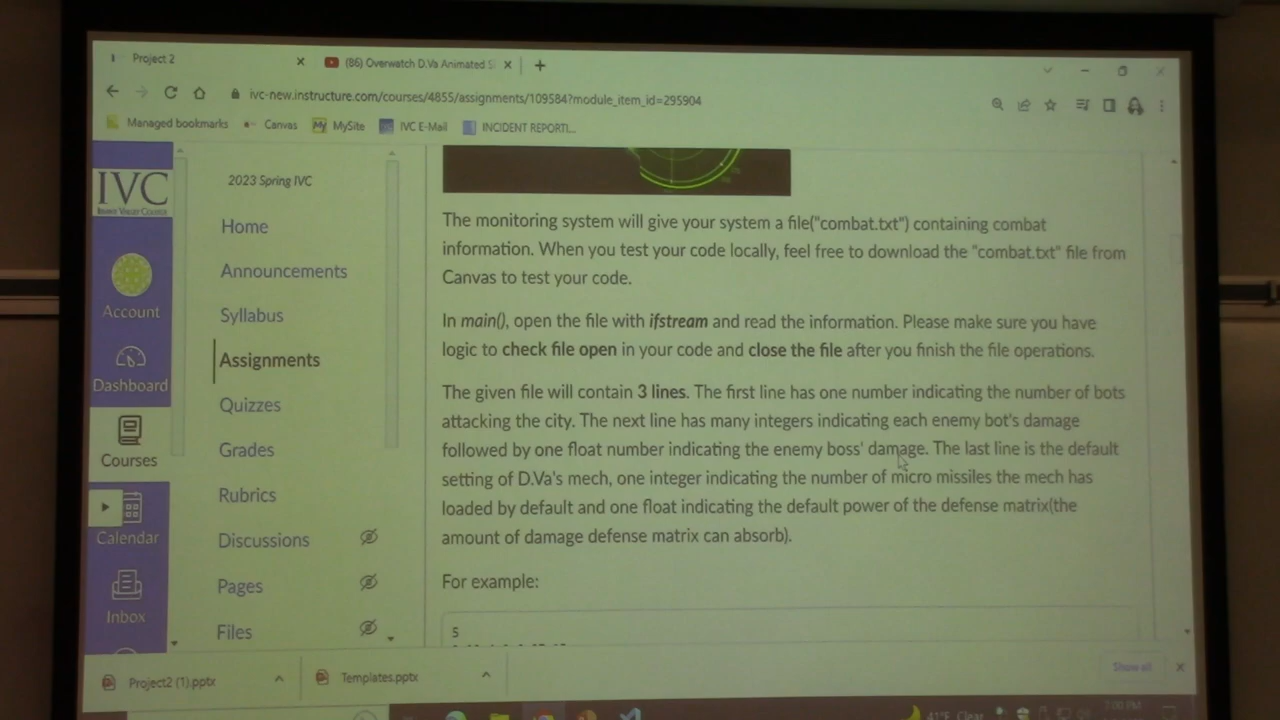 Project 2
(86) Overwatch D.Va Animated S
ivc-new.instructure.com/courses/4855/assignments/109584?module_item_id=295904
Managed bookmarks
Canvas
My MySite
IVC E-Mail
INCIDENT REPORTI...
IVC
Irvine Valley College
Account
Dashboard
Courses
Calendar
Inbox
2023 Spring IVC
Home
Announcements
Syllabus
Assignments
Quizzes
Grades
Rubrics
Discussions
Pages
Files
The monitoring system will give your system a file("combat.txt") containing combat
information. When you test your code locally, feel free to download the "combat.txt" file from
Canvas to test your code.
In main(), open the file with ifstream and read the information. Please make sure you have
logic to check file open in your code and close the file after you finish the file operations.
The given file will contain 3 lines. The first line has one number indicating the number of bots
attacking the city. The next line has many integers indicating each enemy bot's damage
followed by one float number indicating the enemy boss' damage. The last line is the default
setting of D.Va's mech, one integer indicating the number of micro missiles the mech has
loaded by default and one float indicating the default power of the defense matrix(the
amount of damage defense matrix can absorb).
For example:
5
Project2 (1).pptx
Templates.pptx
Show all
41°F Clear
7:00 PM